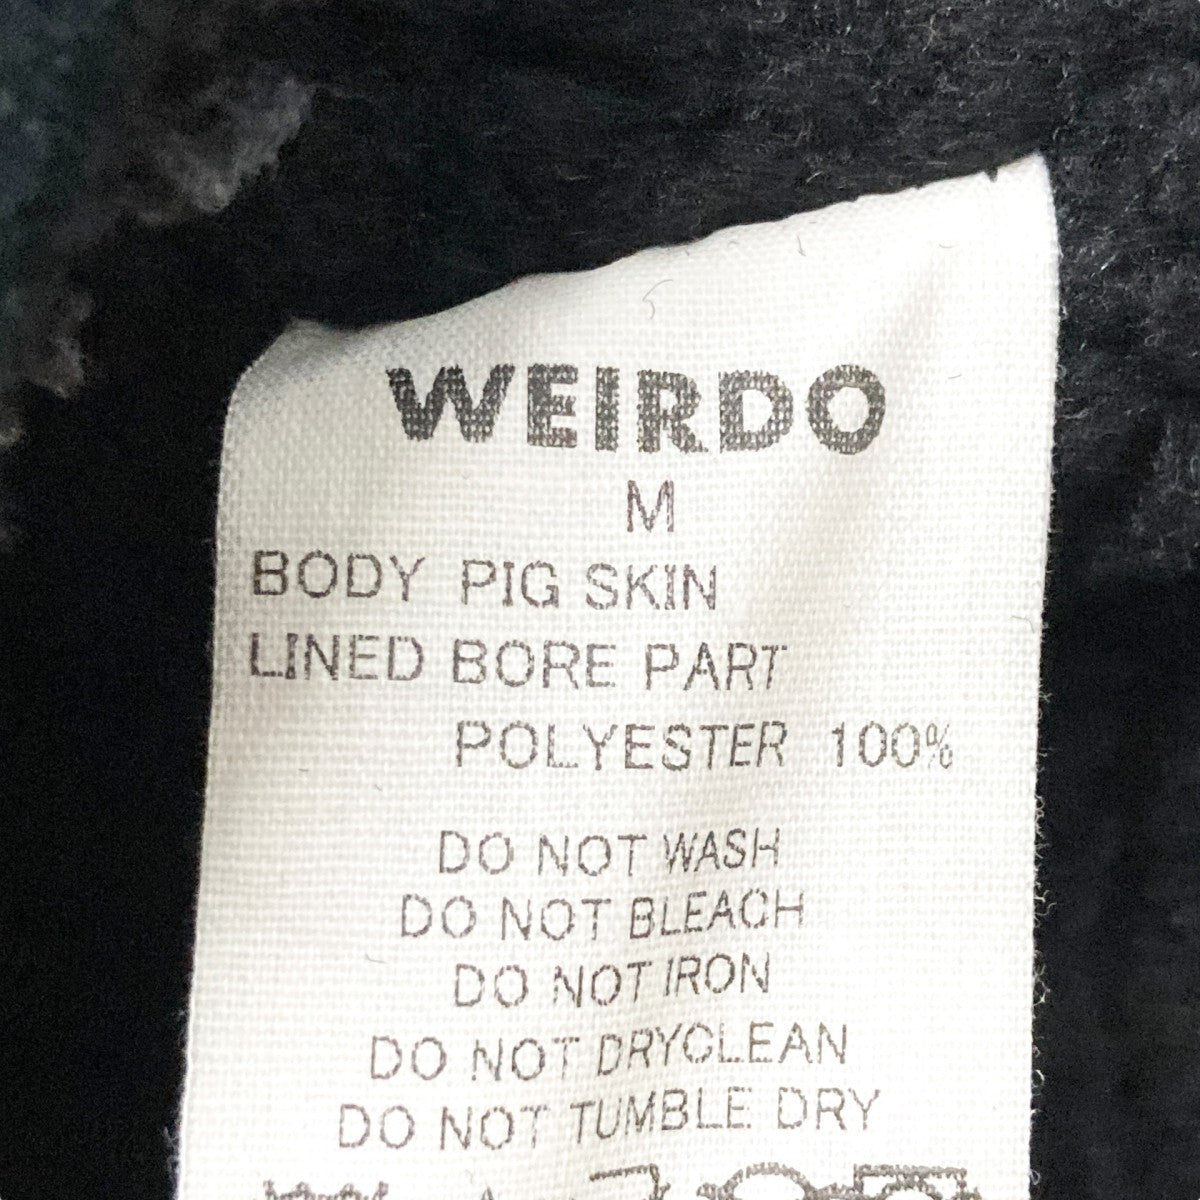 WEIRDO
M
BODY PIG SKIN
LINED BORE PART
POLYESTER 100%
DO NOT WASH
DO NOT BLEACH
DO NOT IRON
DO NOT DRYCLEAN
DO NOT TUMBLE DRY